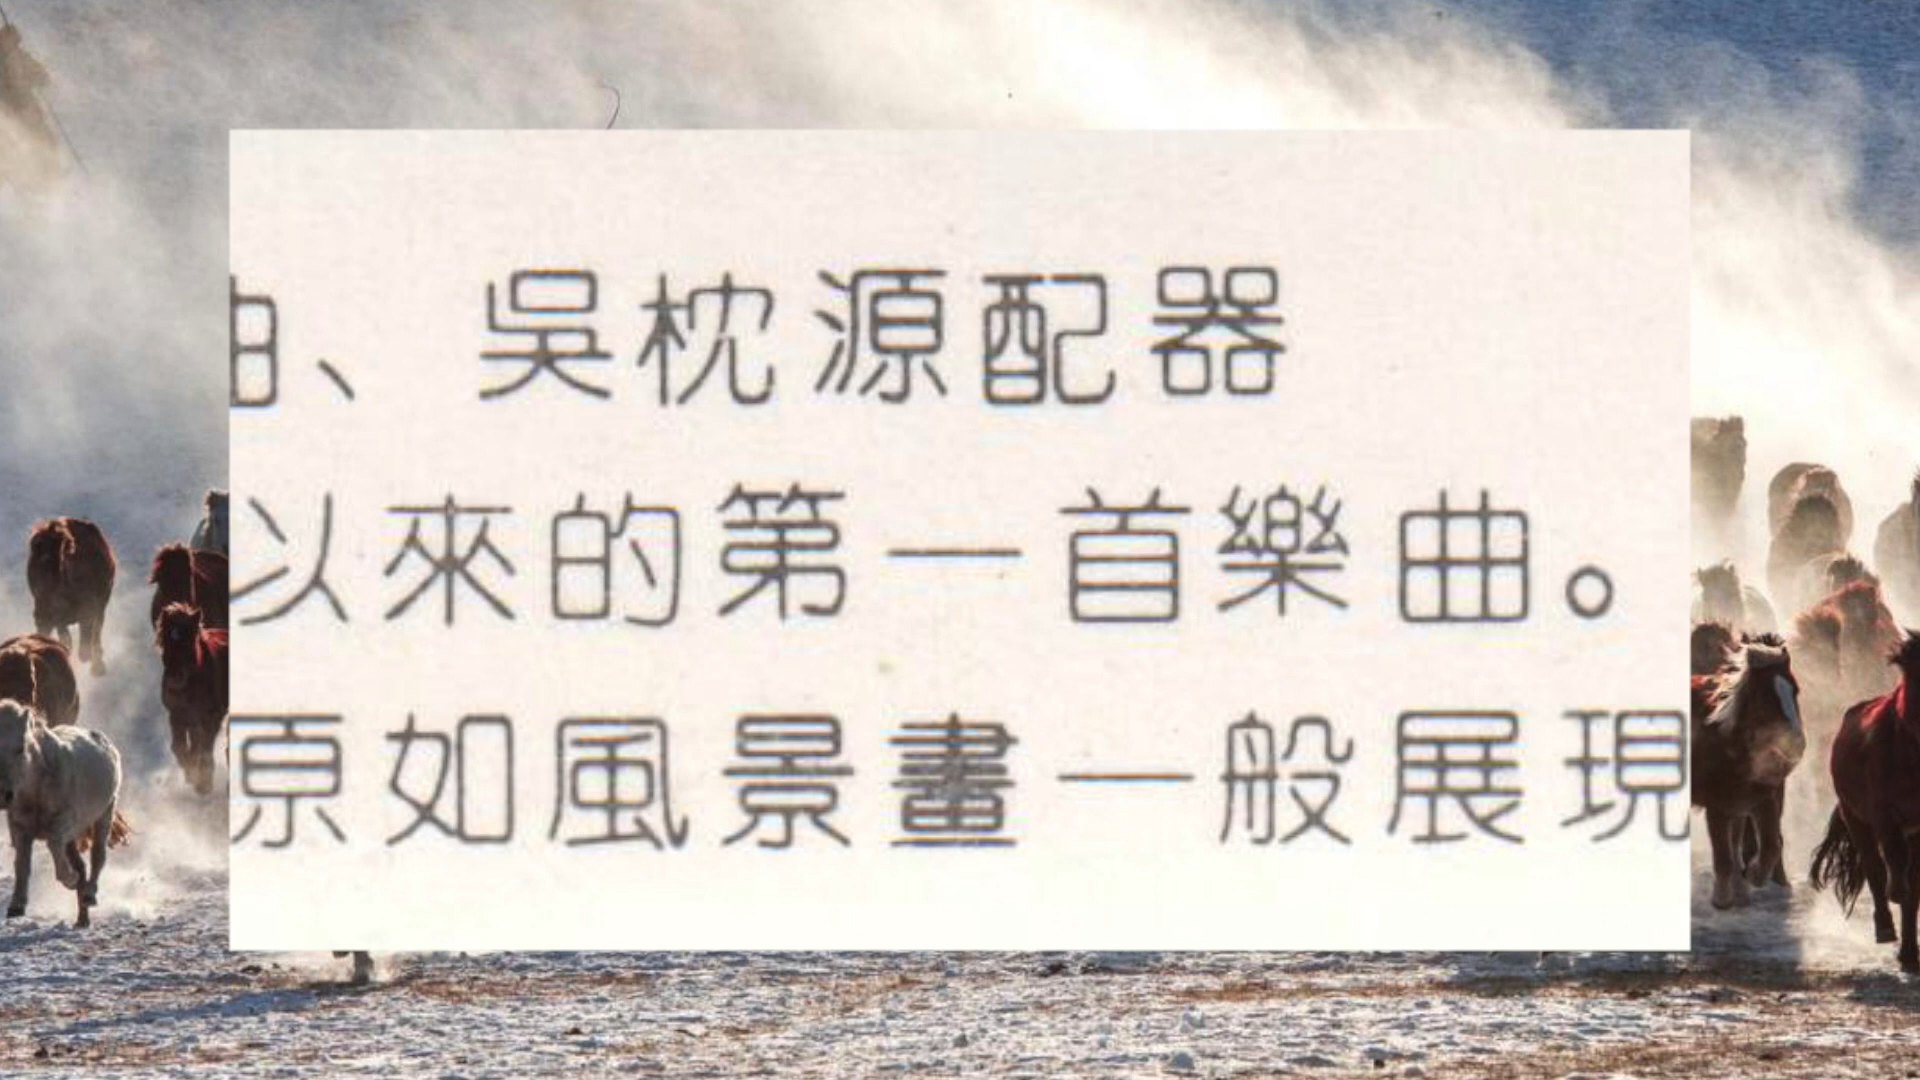 、吳枕源配器
以來的第一首樂曲。
原如風景畫一般展現